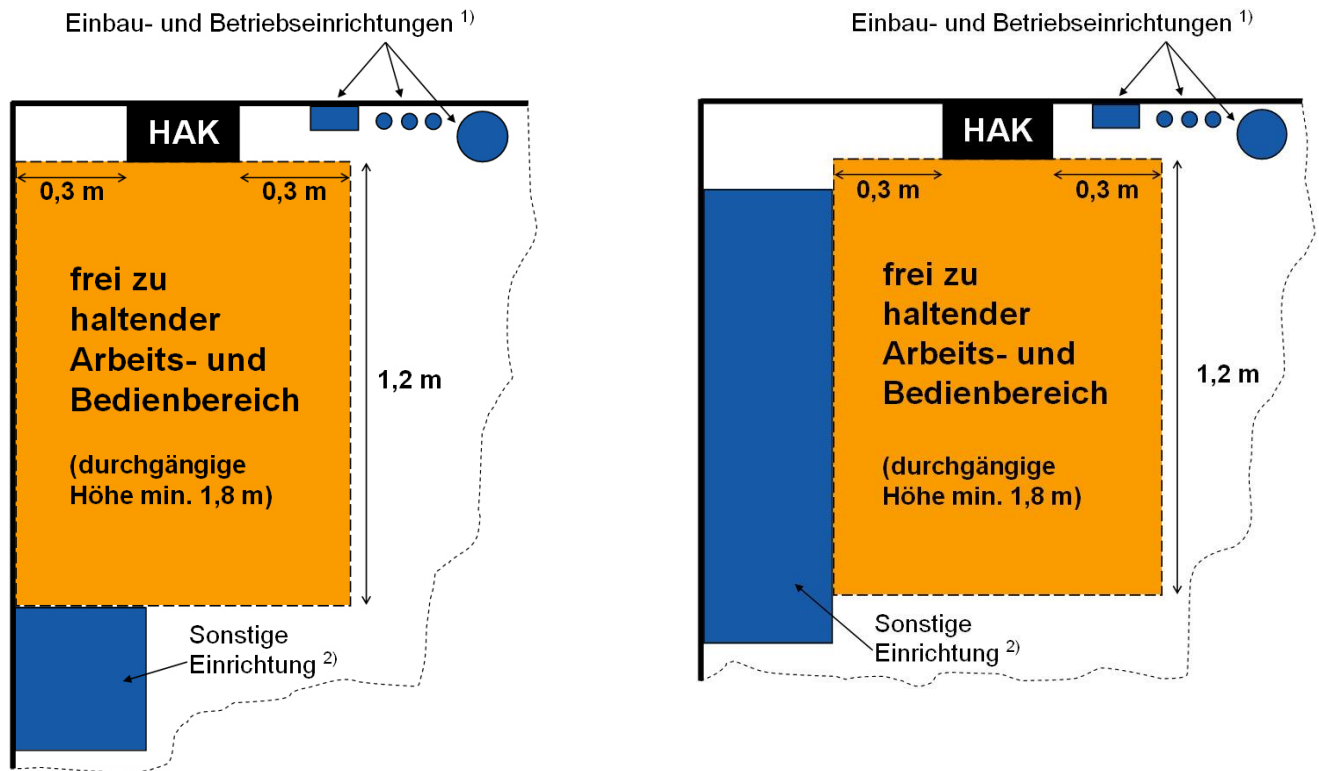 Einbau- und Betriebseinrichtungen 1)
HAK
0,3 m
0,3 m
frei zu
haltender
Arbeits- und
Bedienbereich
(durchgängige
Höhe min. 1,8 m)
1,2 m
Sonstige
Einrichtung 2)
Einbau- und Betriebseinrichtungen 1)
HAK
0,3 m
0,3 m
frei zu
haltender
Arbeits- und
Bedienbereich
(durchgängige
Höhe min. 1,8 m)
1,2 m
Sonstige
Einrichtung 2)